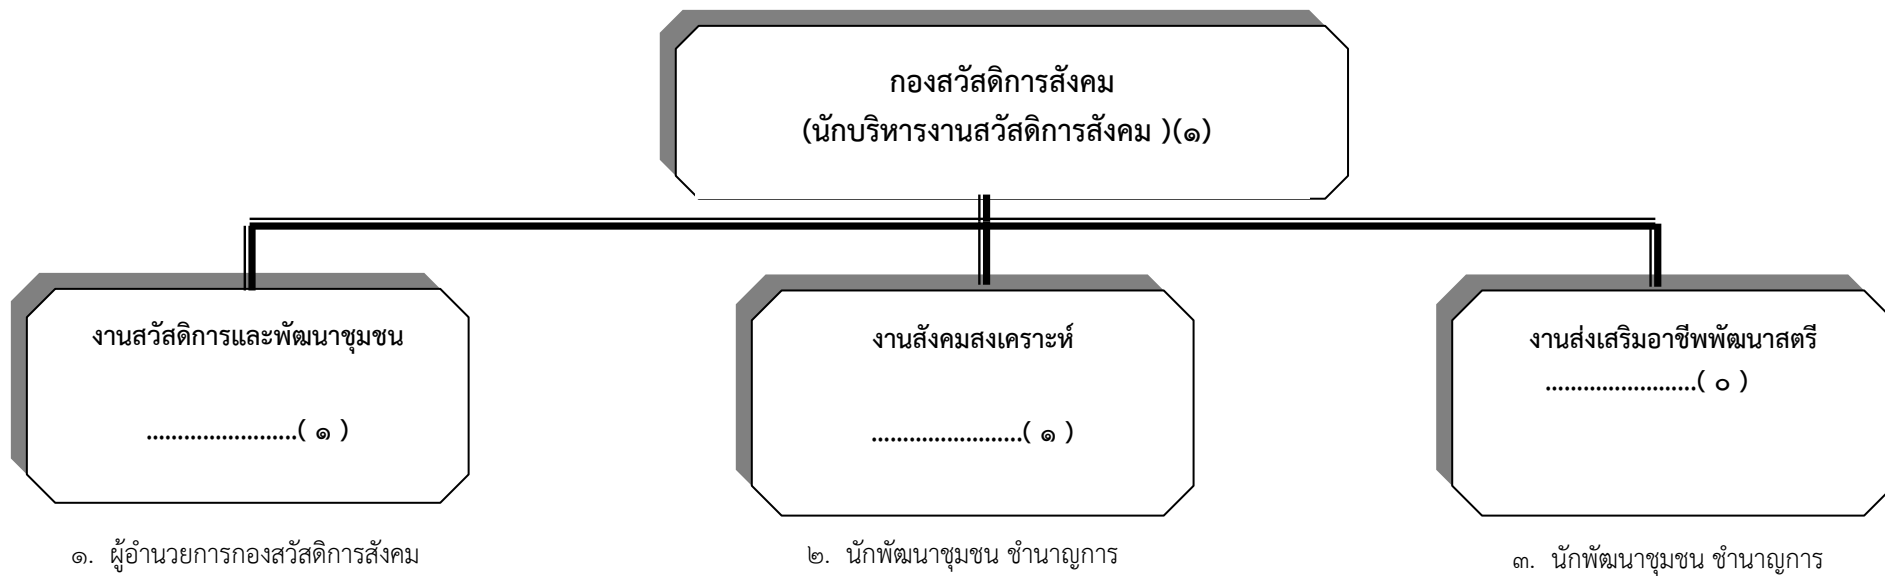 กองสวัสดิการสังคม
(นักบริหารงานสวัสดิการสังคม )(๑)
งานสวัสดิการและพัฒนาชุมชน
........................( ๑ )
งานสังคมสงเคราะห์
........................( ๑ )
งานส่งเสริมอาชีพพัฒนาสตรี
........................( ๐ )
๑. ผู้อำนวยการกองสวัสดิการสังคม
๒. นักพัฒนาชุมชน ชำนาญการ
๓. นักพัฒนาชุมชน ชำนาญการ